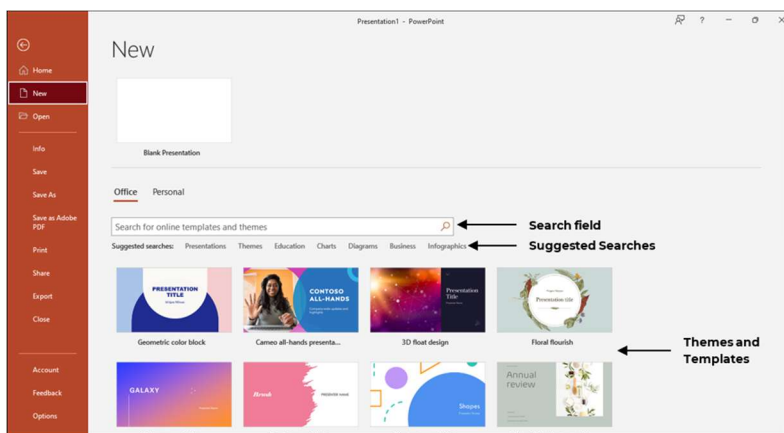 Presentation1 - PowerPoint
?
New
Home
New
Open
Info
Save
Save As
Save as Adobe
PDF
Print
Share
Export
Close
Account
Feedback
Options
Blank Presentation
Office Personal
Search for online templates and themes
Search field
Suggested searches: Presentations Themes Education Charts Diagrams Business Infographics
Suggested Searches
PRESENTATION
TITLE
CONTOSO
ALL-HANDS
Presentation
Title
Presentation title
Geometric color block
Cameo all-hands presenta...
3D float design
Floral flourish
Themes and
Templates
GALAXY
Brush
PRESENTER NAME
Shapes
Annual
review